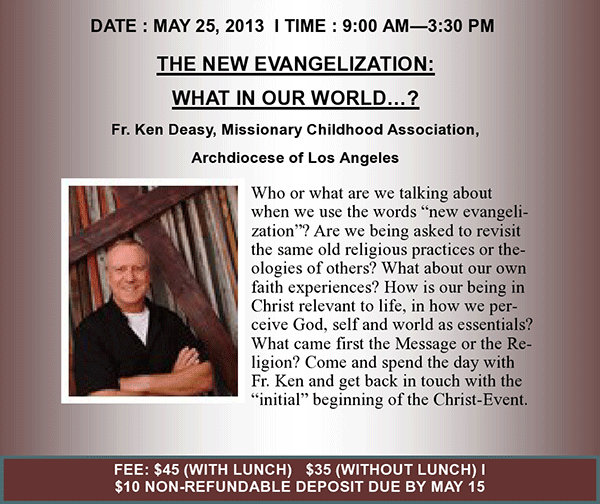 DATE : MAY 25, 2013  I TIME : 9:00 AM—3:30 PM
THE NEW EVANGELIZATION:
WHAT IN OUR WORLD…?
Fr. Ken Deasy, Missionary Childhood Association,
Archdiocese of Los Angeles
Who or what are we talking about
when we use the words “new evangeli-
zation”? Are we being asked to revisit
the same old religious practices or the-
ologies of others? What about our own
faith experiences? How is our being in
Christ relevant to life, in how we per-
ceive God, self and world as essentials?
What came first the Message or the Re-
ligion? Come and spend the day with
Fr. Ken and get back in touch with the
“initial” beginning of the Christ-Event.
FEE: $45 (WITH LUNCH)   $35 (WITHOUT LUNCH) I
$10 NON-REFUNDABLE DEPOSIT DUE BY MAY 15